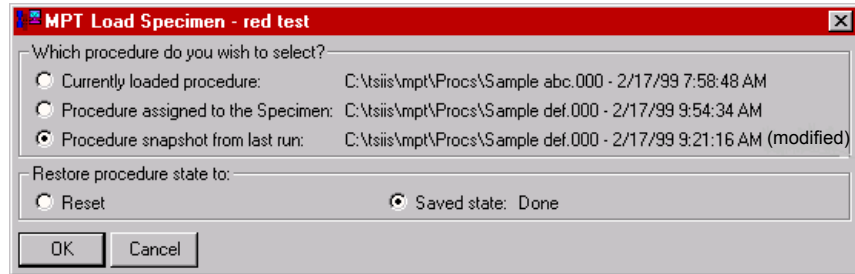 MPT Load Specimen - red test
Which procedure do you wish to select?
Currently loaded procedure: C:\tsiis\mpt\Procs\Sample abc.000 - 2/17/99 7:58:48 AM
Procedure assigned to the Specimen: C:\tsiis\mpt\Procs\Sample def.000 - 2/17/99 9:54:34 AM
Procedure snapshot from last run: C:\tsiis\mpt\Procs\Sample def.000 - 2/17/99 9:21:16 AM (modified)
Restore procedure state to:
Reset Saved state: Done
OK Cancel